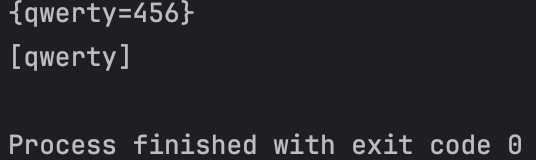 {qwerty=456}
[qwerty]
Process finished with exit code 0